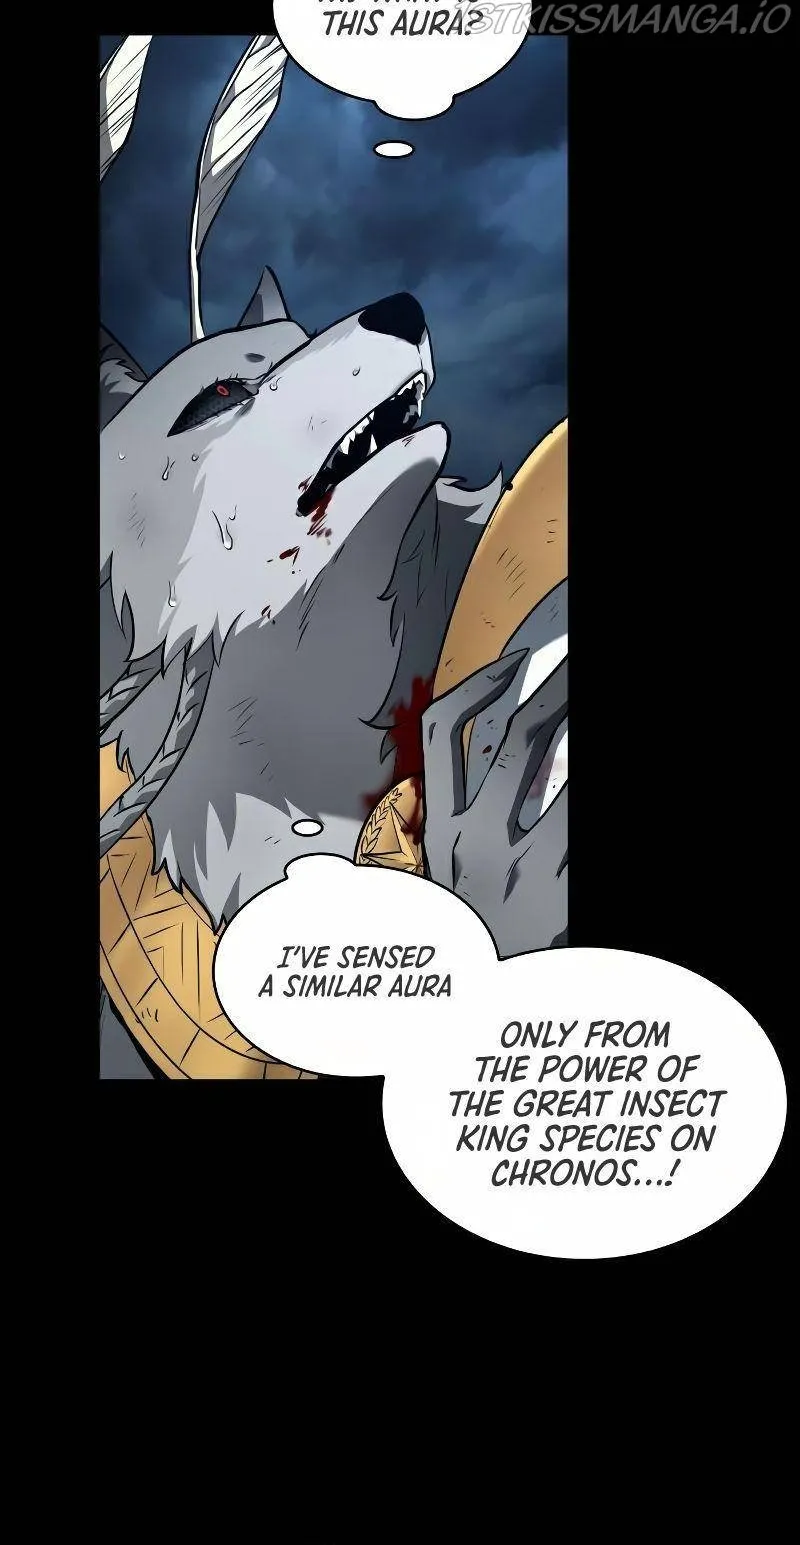 1STKISSMANGA.IO
THIS AURA?
I'VE SENSED
A SIMILAR AURA
ONLY FROM
THE POWER OF
THE GREAT INSECT
KING SPECIES ON
CHRONOS...!